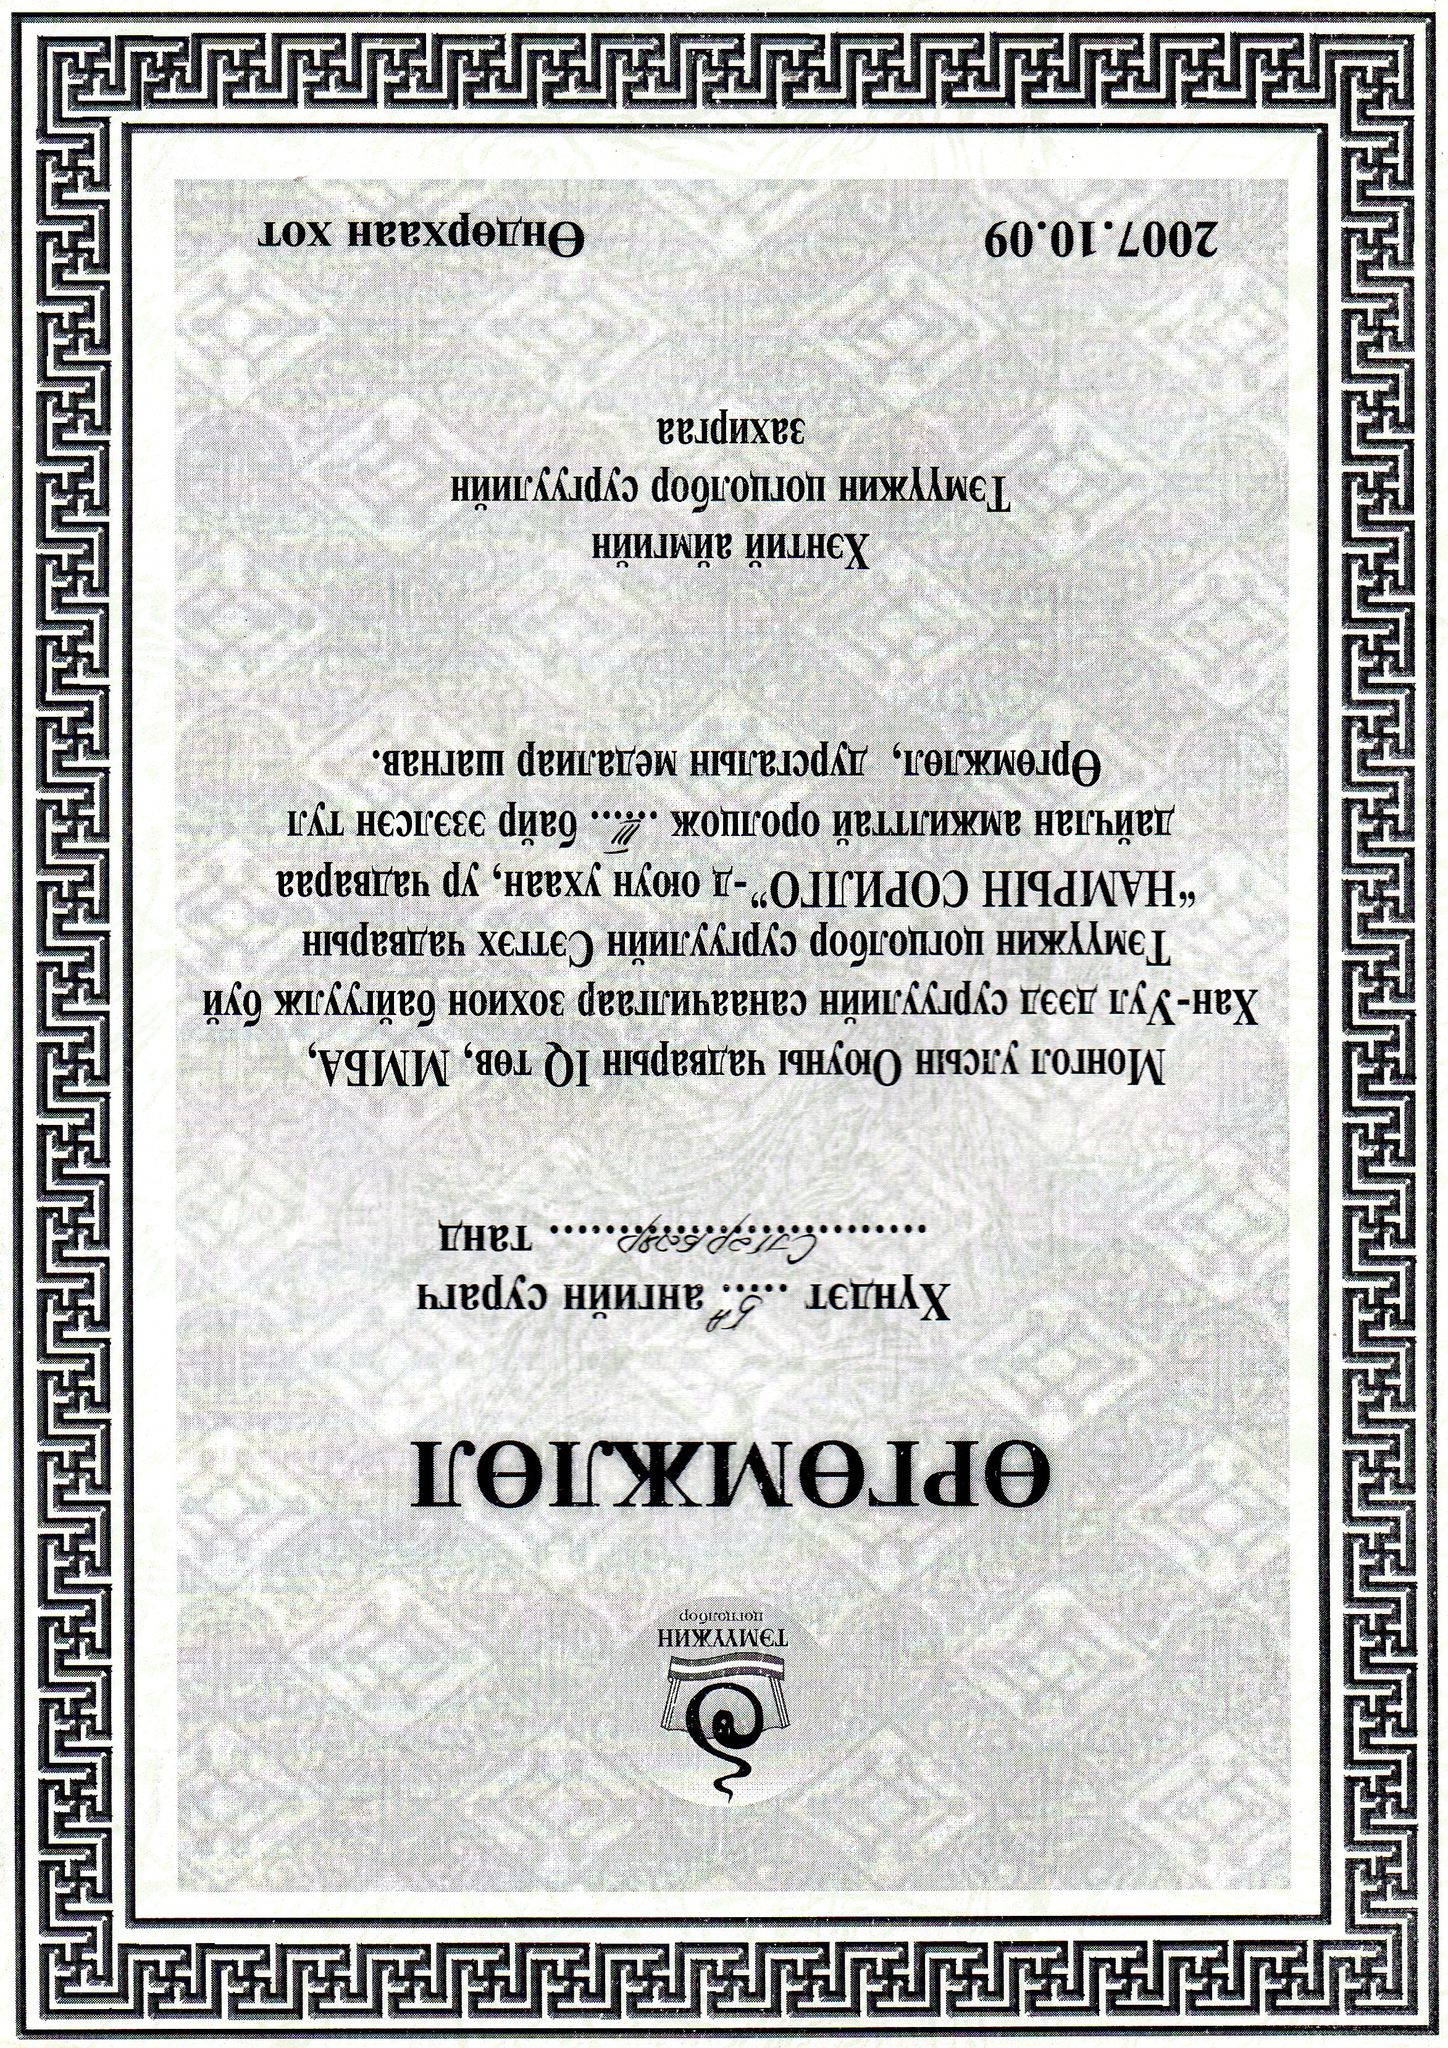 ТЭМҮҮЖИН
цогцолбор
ӨРГӨМЖЛӨЛ
Хүндэт ..5А.. ангийн сурагч
.......................... танд
Монгол улсын Оюуны чадварын IQ төв, ММБА,
Хан-Уул дээд сургуулийн санаачилгаар зохион байгуулж буй
Тэмүүжин цогцолбор сургуулийн Сэтгэх чадварын
“НАМРЫН СОРИЛГО”-д оюун ухаан, ур чадвараа
дайчлан амжилттай оролцож ..III.. байр эзэлсэн тул
Өргөмжлөл, дурсгалын медалиар шагнав.
Хэнтий аймгийн
Тэмүүжин цогцолбор сургуулийн
захиргаа
2007.10.09
Өндөрхаан хот